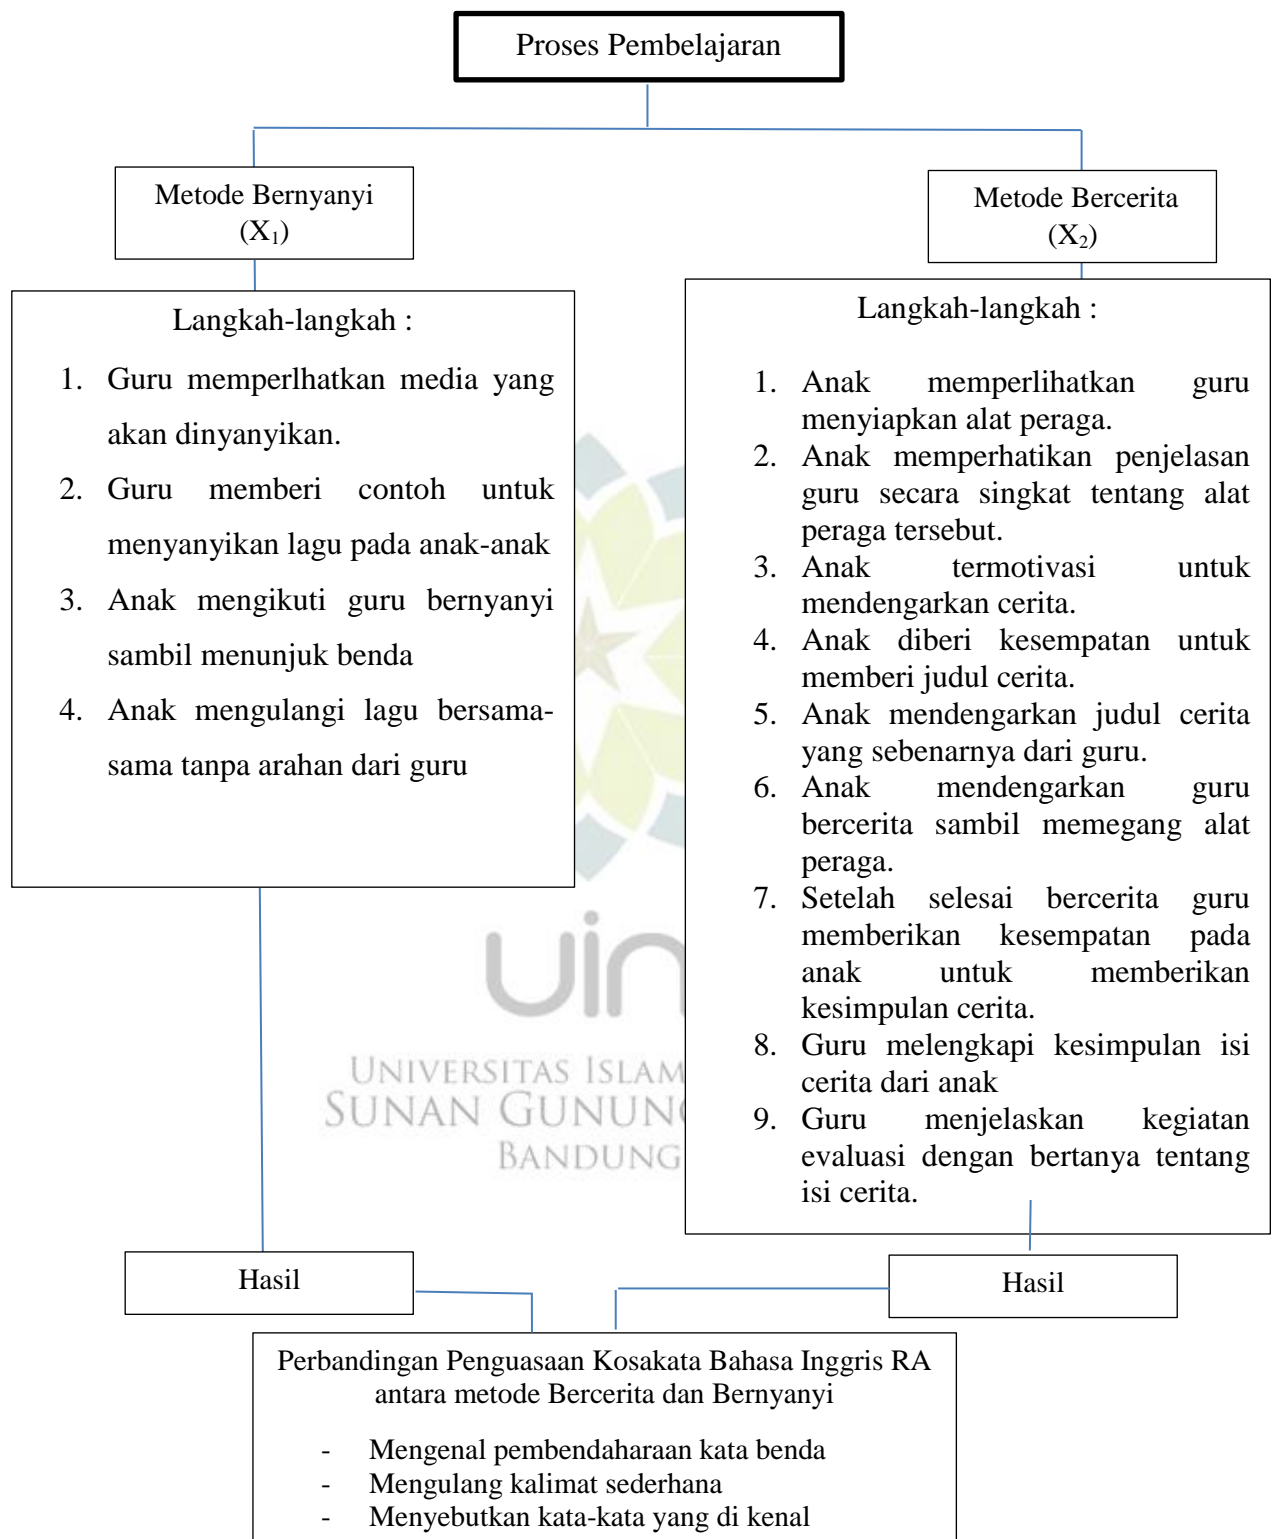 Proses Pembelajaran
Metode Bernyanyi
(X₁)
Metode Bercerita
(X₂)
Langkah-langkah :
1. Guru memperlhatkan media yang
akan dinyanyikan.
2. Guru memberi contoh untuk
menyanyikan lagu pada anak-anak
3. Anak mengikuti guru bernyanyi
sambil menunjuk benda
4. Anak mengulangi lagu bersama-
sama tanpa arahan dari guru
Langkah-langkah :
1. Anak memperlihatkan guru
menyiapkan alat peraga.
2. Anak memperhatikan penjelasan
guru secara singkat tentang alat
peraga tersebut.
3. Anak termotivasi untuk
mendengarkan cerita.
4. Anak diberi kesempatan untuk
memberi judul cerita.
5. Anak mendengarkan judul cerita
yang sebenarnya dari guru.
6. Anak mendengarkan guru
bercerita sambil memegang alat
peraga.
7. Setelah selesai bercerita guru
memberikan kesempatan pada
anak untuk memberikan
kesimpulan cerita.
8. Guru melengkapi kesimpulan isi
cerita dari anak
9. Guru menjelaskan kegiatan
evaluasi dengan bertanya tentang
isi cerita.
uin
UNIVERSITAS ISLAM
SUNAN GUNUNG
BANDUNG
Hasil
Hasil
Perbandingan Penguasaan Kosakata Bahasa Inggris RA
antara metode Bercerita dan Bernyanyi
- Mengenal pembendaharaan kata benda
- Mengulang kalimat sederhana
- Menyebutkan kata-kata yang di kenal